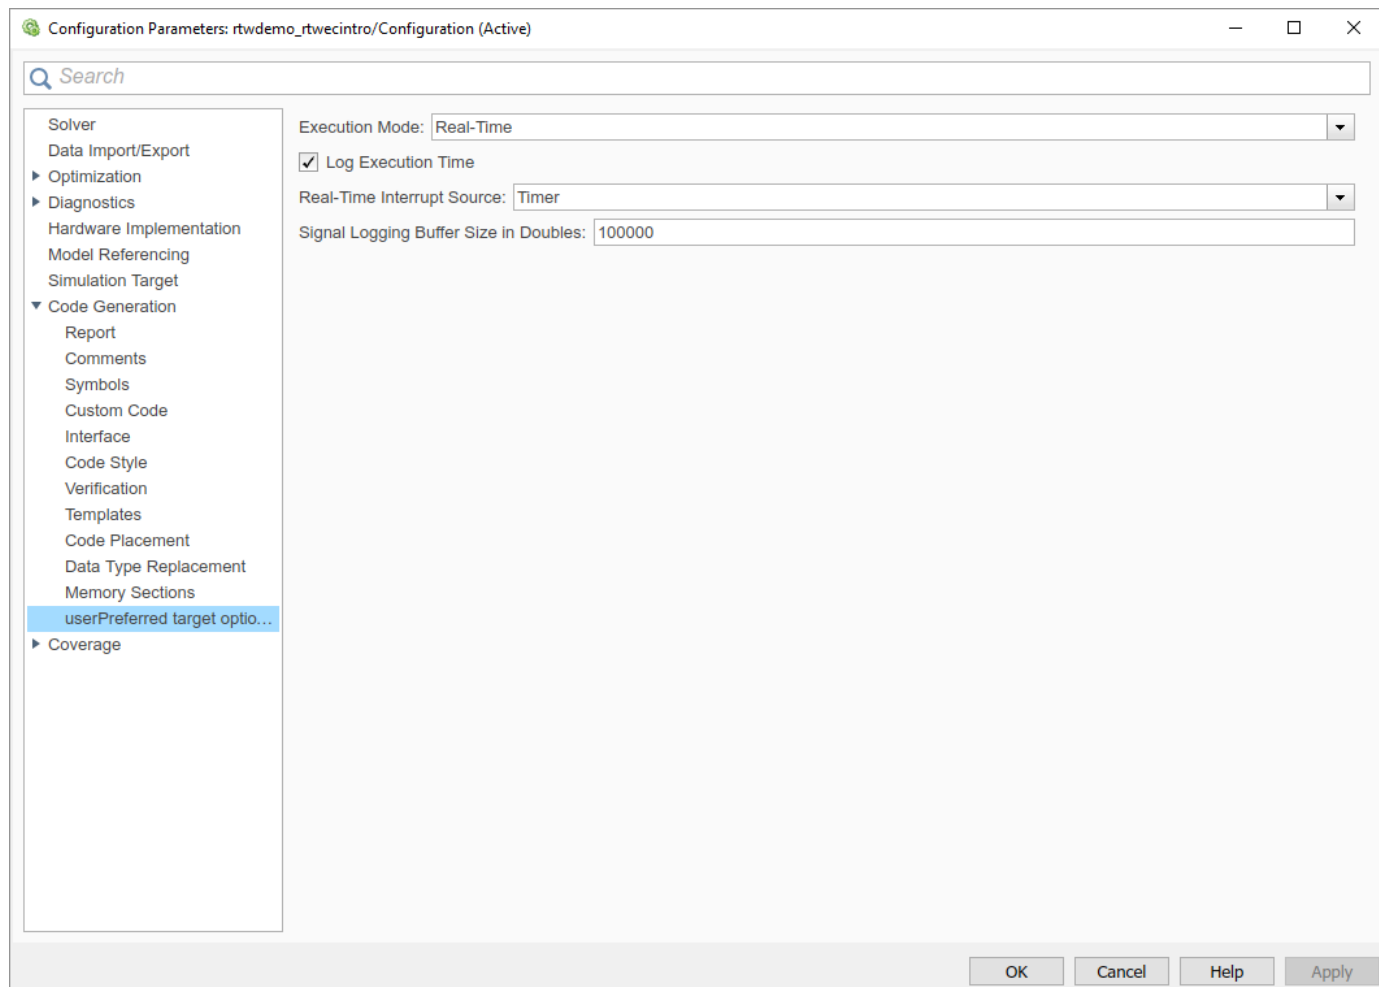 Configuration Parameters: rtwdemo_rtwecintro/Configuration (Active)
Search
Solver
Data Import/Export
Optimization
Diagnostics
Hardware Implementation
Model Referencing
Simulation Target
Code Generation
Report
Comments
Symbols
Custom Code
Interface
Code Style
Verification
Templates
Code Placement
Data Type Replacement
Memory Sections
userPreferred target optio...
Coverage
Execution Mode: Real-Time
Log Execution Time
Real-Time Interrupt Source: Timer
Signal Logging Buffer Size in Doubles: 100000
OK Cancel Help Apply